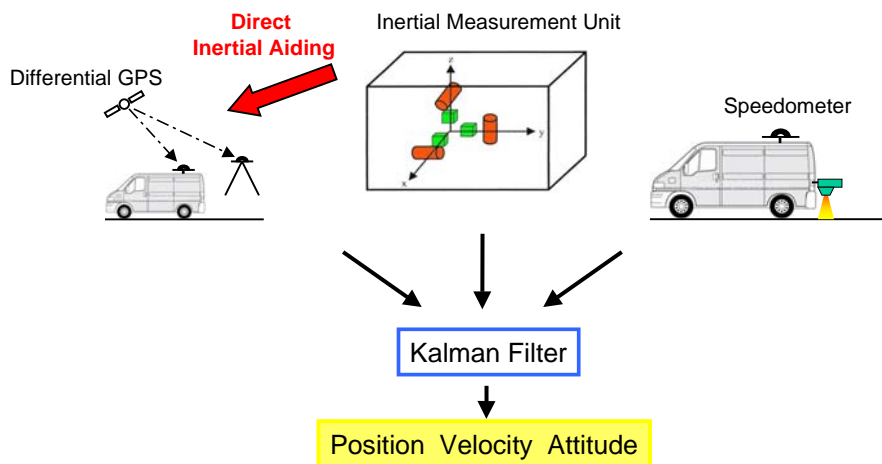 Direct
Inertial Aiding
Inertial Measurement Unit
Differential GPS
Speedometer
z
y
x
Kalman Filter
Position Velocity Attitude